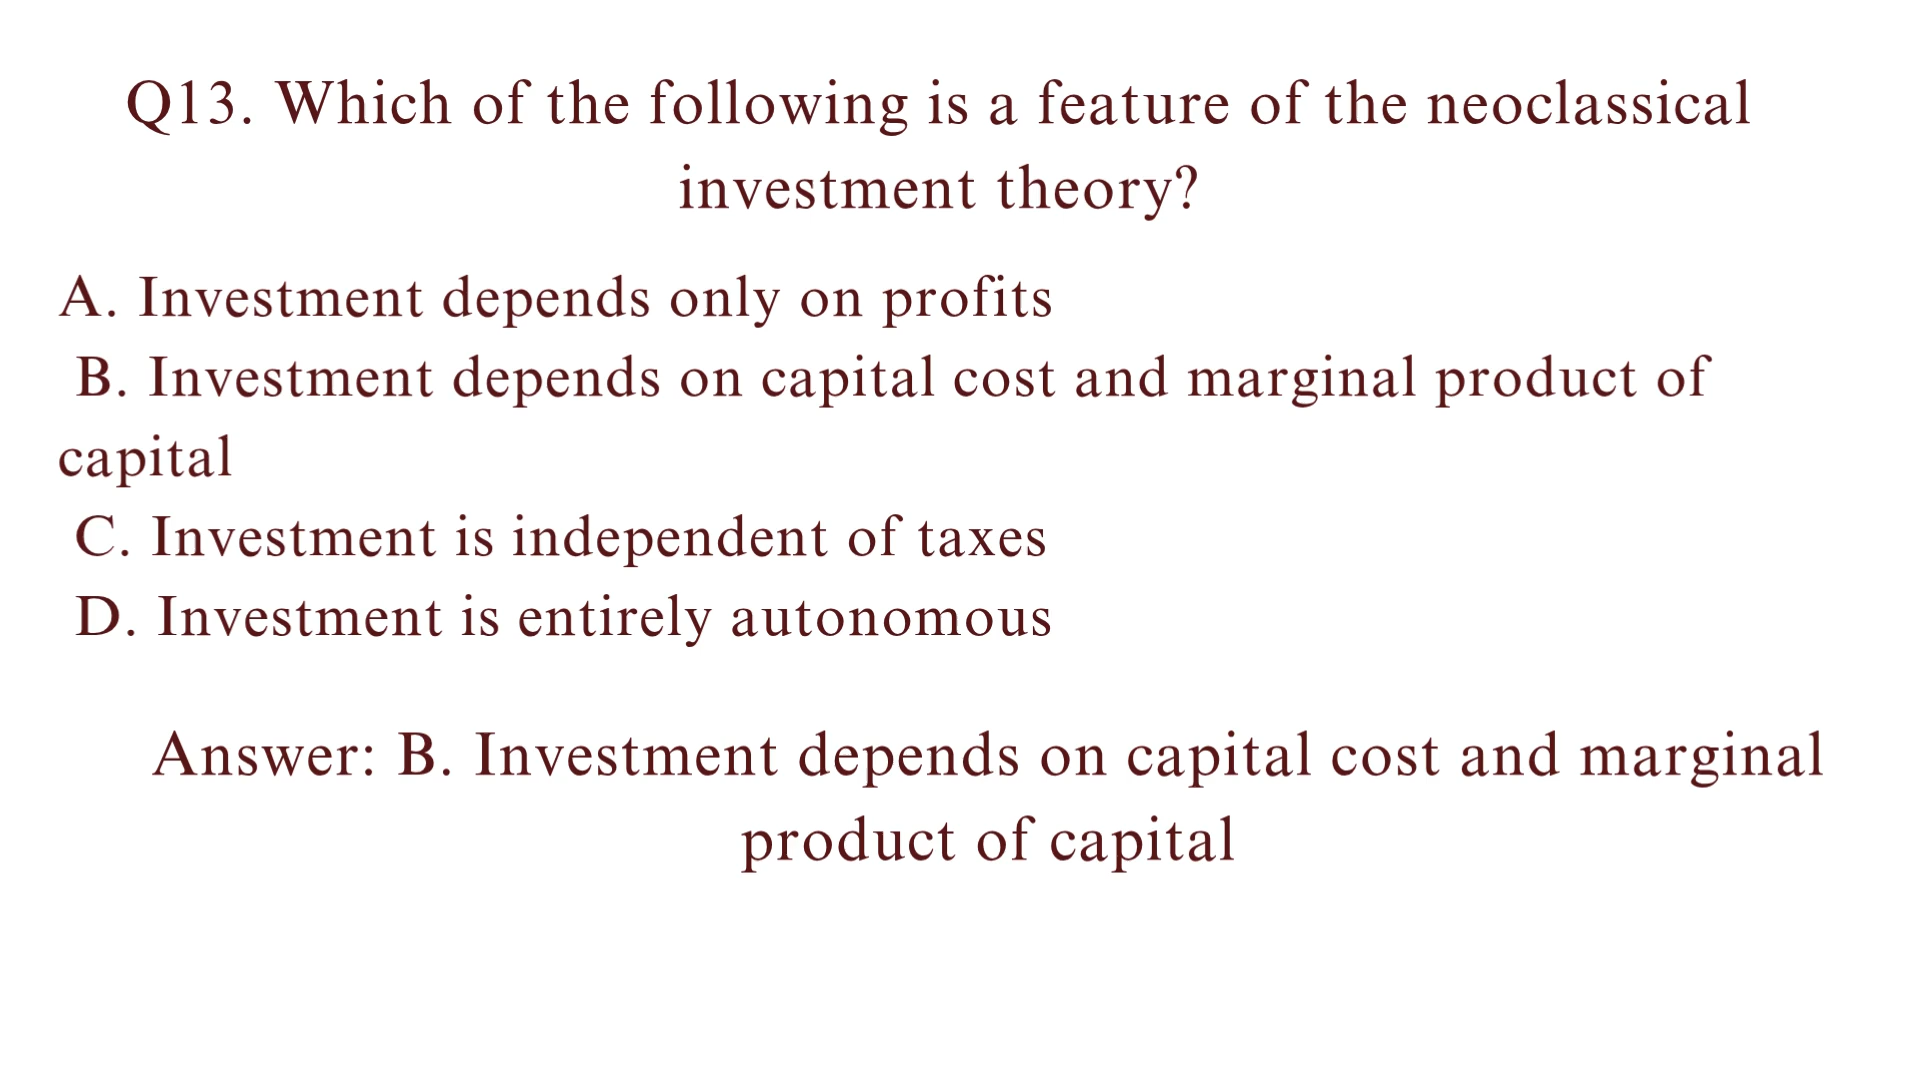 Q13. Which of the following is a feature of the neoclassical
investment theory?
A. Investment depends only on profits
B. Investment depends on capital cost and marginal product of
capital
C. Investment is independent of taxes
D. Investment is entirely autonomous
Answer: B. Investment depends on capital cost and marginal
product of capital